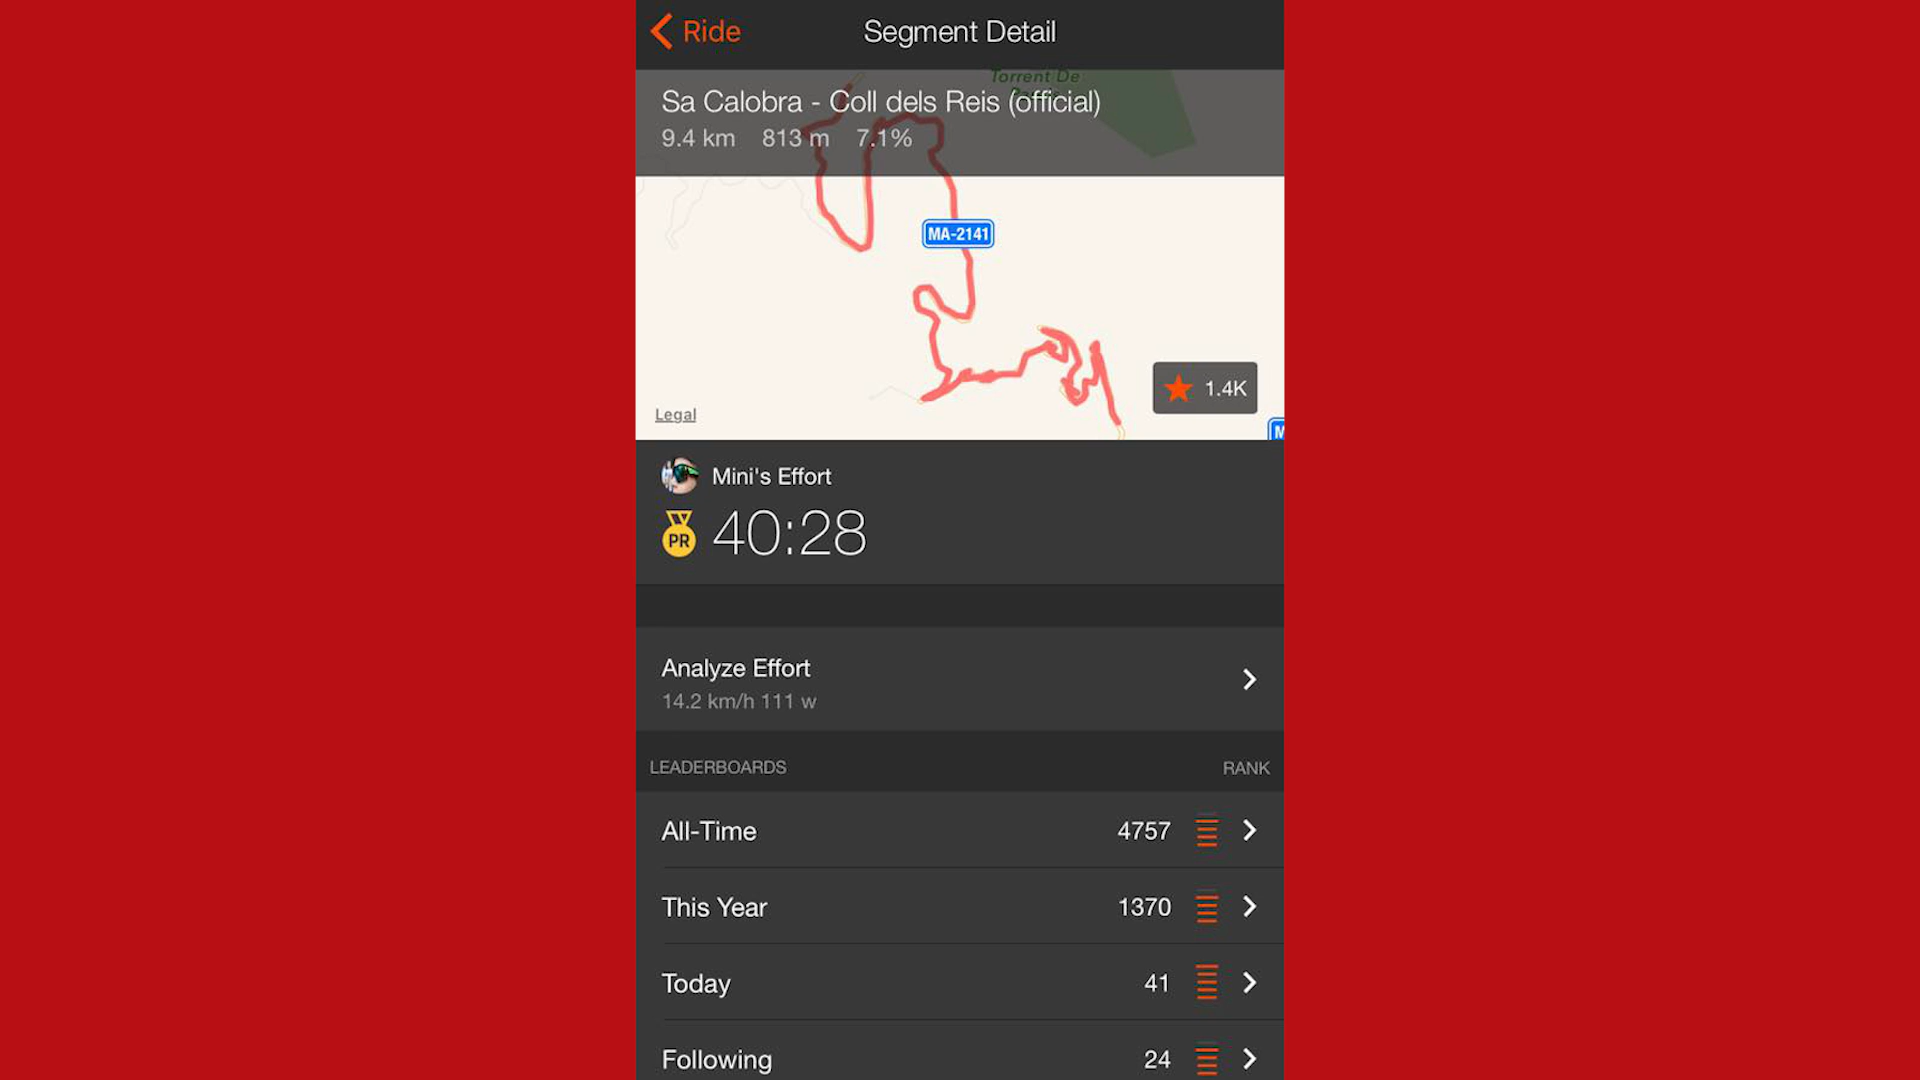 Ride
Segment Detail
Torrent De
Sa Calobra - Coll dels Reis (official)
9.4 km 813 m 7.1%
MA-2141
1.4K
Legal
M
Mini's Effort
PR
40:28
Analyze Effort
14.2 km/h 111 w
LEADERBOARDS
RANK
All-Time 4757
This Year 1370
Today 41
Following 24